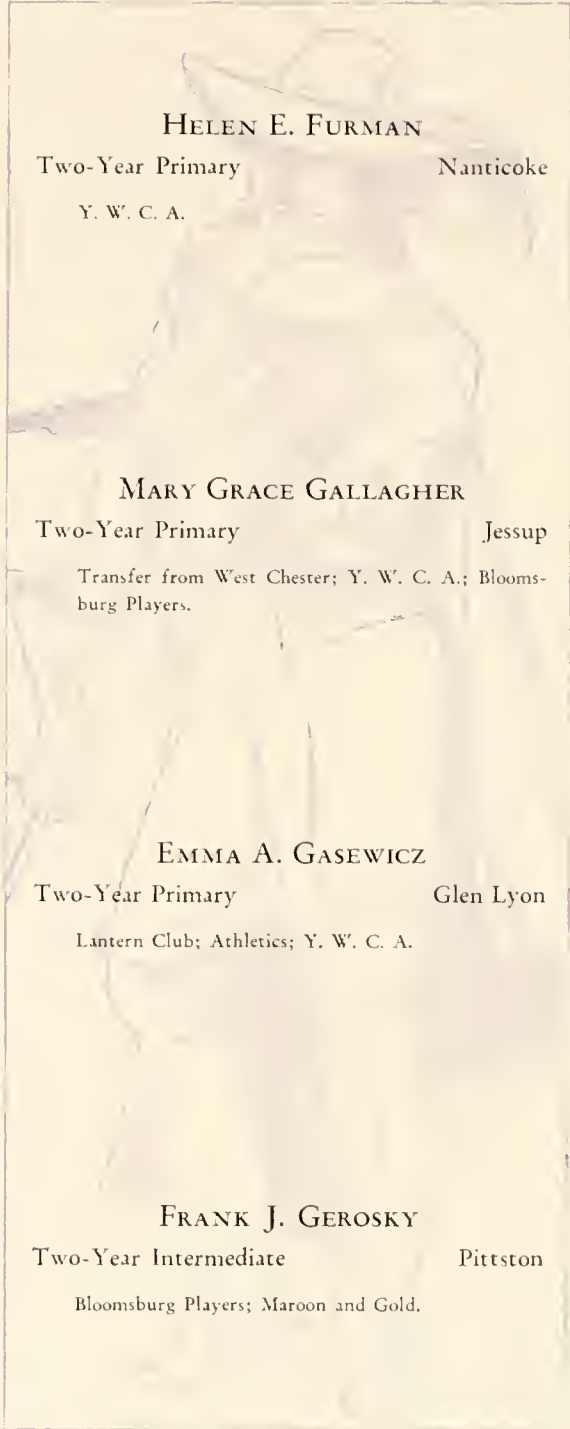 HELEN E. FURMAN
Two-Year Primary Nanticoke
Y. W. C. A.
MARY GRACE GALLAGHER
Two-Year Primary Jessup
Transfer from West Chester; Y. W. C. A.; Blooms-
burg Players.
EMMA A. GASEWICZ
Two-Year Primary Glen Lyon
Lantern Club; Athletics; Y. W. C. A.
FRANK J. GEROSKY
Two-Year Intermediate Pittston
Bloomsburg Players; Maroon and Gold.